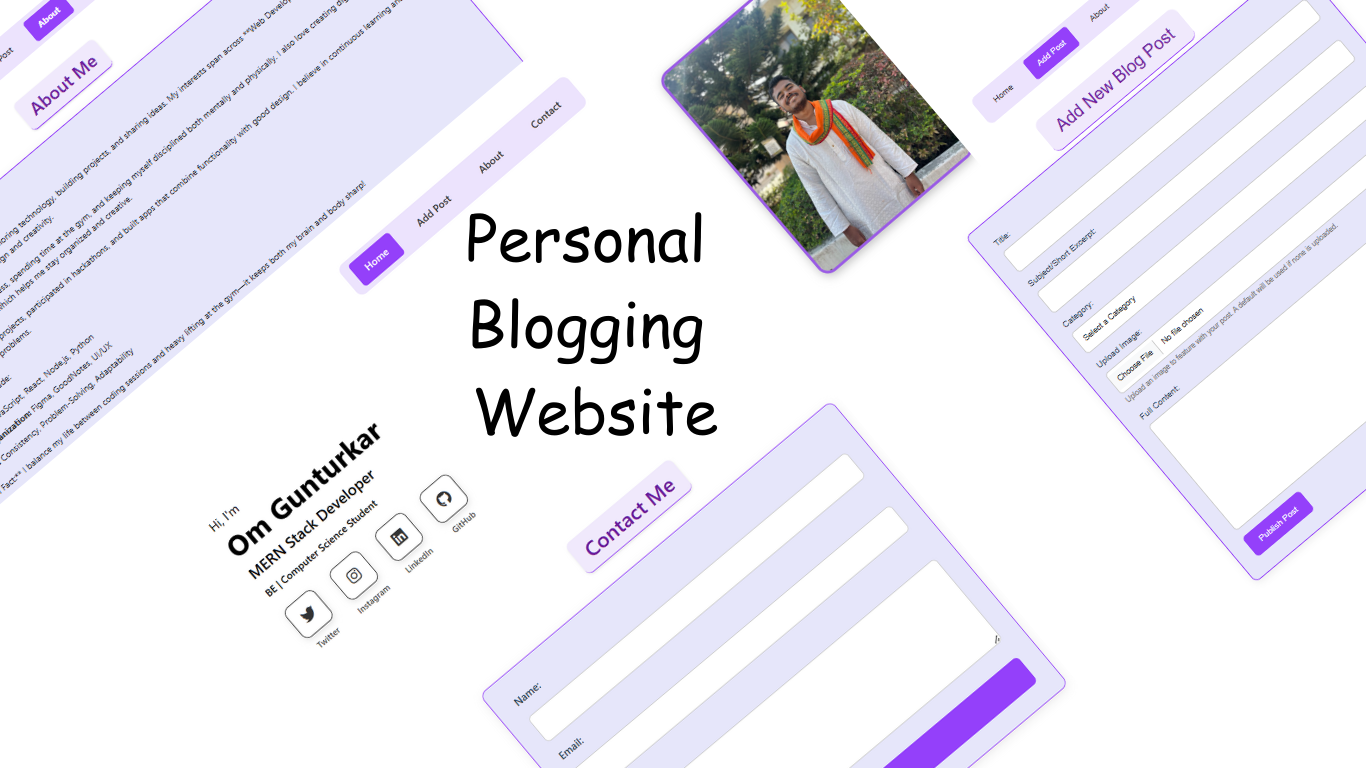 About
Post
About Me
oring technology, building projects, and sharing ideas. My interests span across **Web Develo
gn and creativity.
ss, spending time at the gym, and keeping myself disciplined both mentally and physically. I also love creating dig
which helps me stay organized and creative.
projects, participated in hackathons, and built apps that combine functionality with good design. I believe in continuous learning and
problems.
ude:
vaScript, React, Node.js, Python
anization: Figma, GoodNotes, UI/UX
Consistency, Problem-Solving, Adaptability
Fact:** I balance my life between coding sessions and heavy lifting at the gym—it keeps both my brain and body sharp!
Home
Add Post
About
Contact
Personal
Blogging
Website
Hi, I'm
Om Gunturkar
MERN Stack Developer
BE | Computer Science Student
Twitter
Instagram
LinkedIn
GitHub
Contact Me
Name:
Email:
Home
Add Post
About
Add New Blog Post
Title:
Subject/Short Excerpt:
Category:
Select a Category
Upload Image:
Choose File No file chosen
Upload an image to feature with your post. A default will be used if none is uploaded.
Full Content:
Publish Post